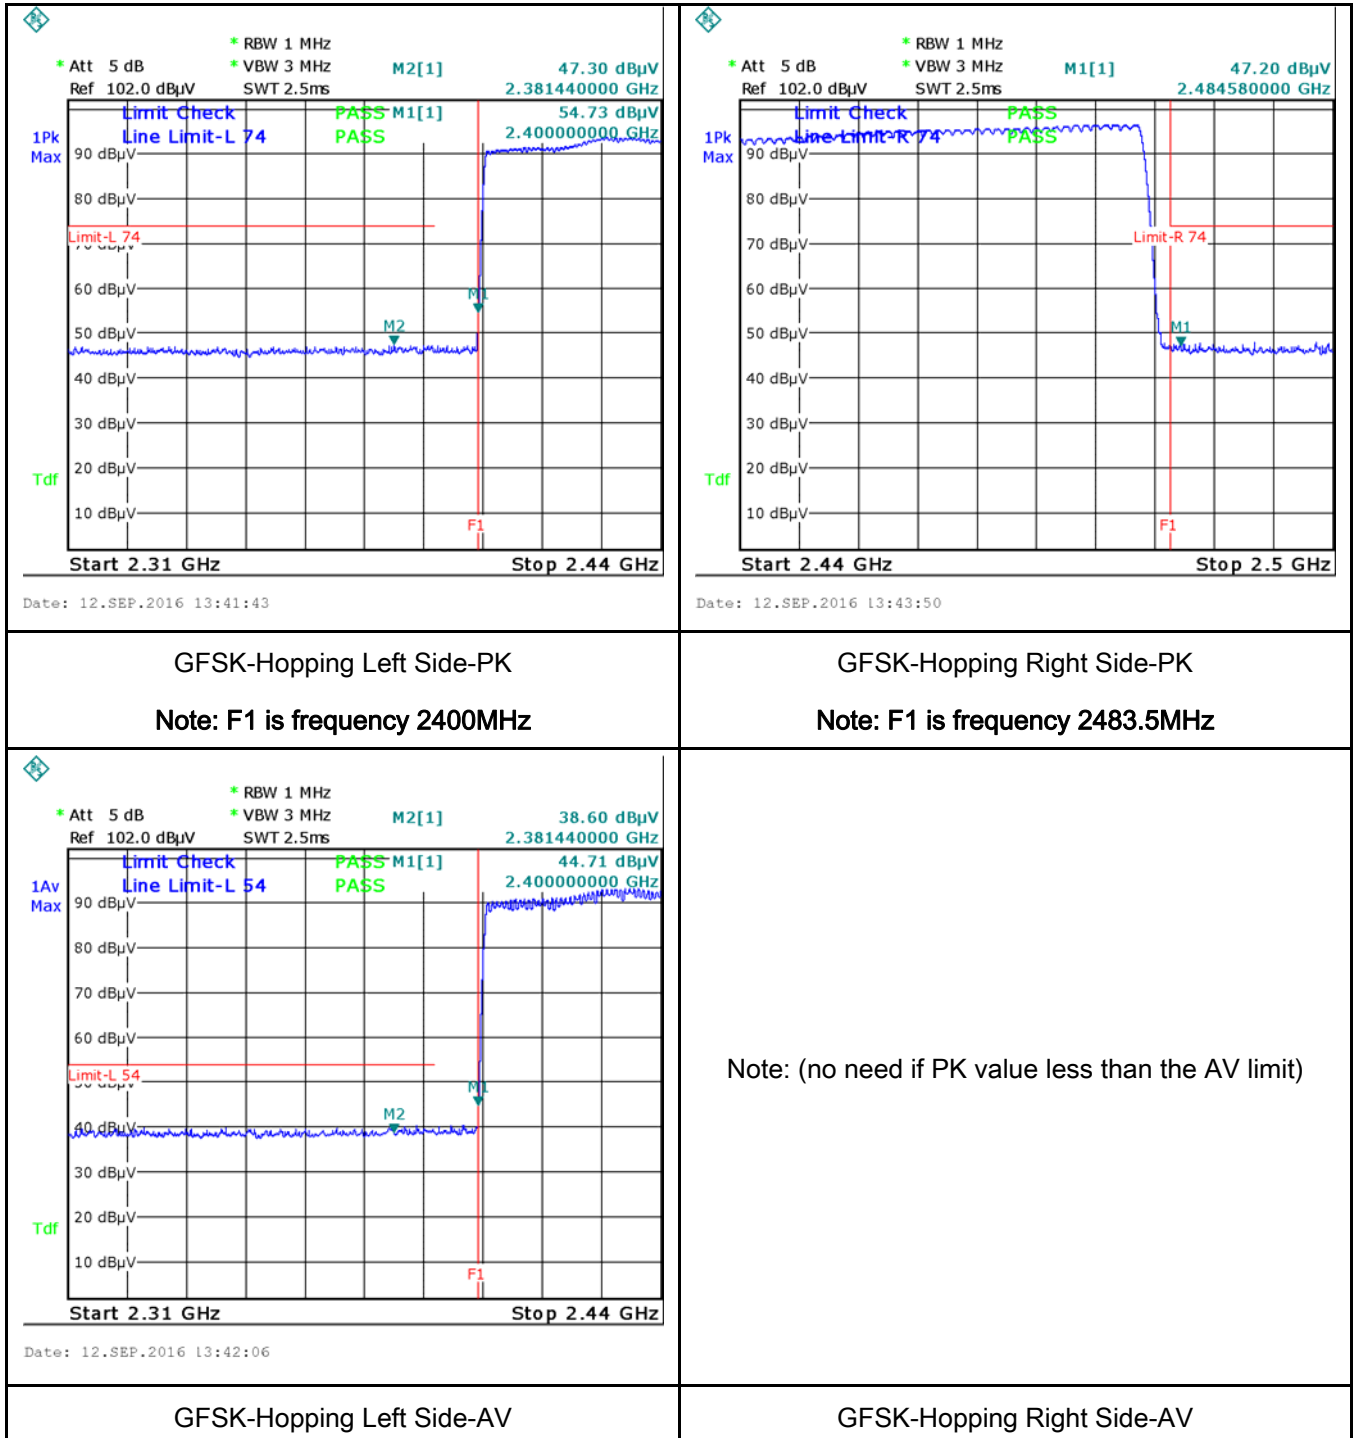 * RBW 1 MHz
* Att 5 dB * VBW 3 MHz M2[1] 47.30 dBµV
Ref 102.0 dBµV SWT 2.5ms 2.381440000 GHz
Limit Check PASS M1[1] 54.73 dBµV
1Pk Line Limit-L 74 PASS 2.400000000 GHz
Max 90 dBµV
80 dBµV
Limit-L 74
70 dBµV
60 dBµV
M1
50 dBµV
M2
40 dBµV
30 dBµV
20 dBµV
Tdf
10 dBµV
F1
Start 2.31 GHz Stop 2.44 GHz
Date: 12.SEP.2016 13:41:43
* RBW 1 MHz
* Att 5 dB * VBW 3 MHz M1[1] 47.20 dBµV
Ref 102.0 dBµV SWT 2.5ms 2.484580000 GHz
Limit Check PASS
1Pk Line Limit-R 74 PASS
Max 90 dBµV
80 dBµV
Limit-R 74
70 dBµV
60 dBµV
50 dBµV
M1
40 dBµV
30 dBµV
20 dBµV
Tdf
10 dBµV
F1
Start 2.44 GHz Stop 2.5 GHz
Date: 12.SEP.2016 13:43:50
GFSK-Hopping Left Side-PK
Note: F1 is frequency 2400MHz
GFSK-Hopping Right Side-PK
Note: F1 is frequency 2483.5MHz
* RBW 1 MHz
* Att 5 dB * VBW 3 MHz M2[1] 38.60 dBµV
Ref 102.0 dBµV SWT 2.5ms 2.381440000 GHz
Limit Check PASS M1[1] 44.71 dBµV
1Av Line Limit-L 54 PASS 2.400000000 GHz
Max 90 dBµV
80 dBµV
70 dBµV
60 dBµV
Limit-L 54
50 dBµV
M1
M2
40 dBµV
30 dBµV
20 dBµV
Tdf
10 dBµV
F1
Start 2.31 GHz Stop 2.44 GHz
Date: 12.SEP.2016 13:42:06
Note: (no need if PK value less than the AV limit)
GFSK-Hopping Left Side-AV
GFSK-Hopping Right Side-AV